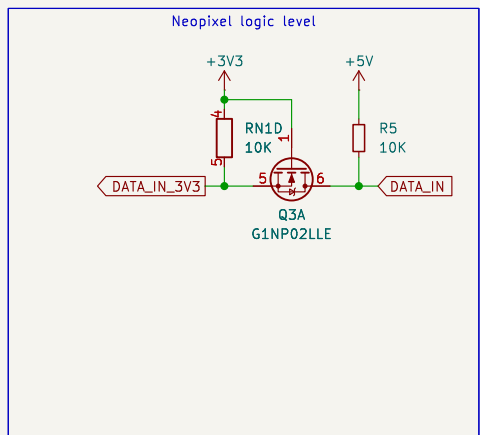 Neopixel logic level
+3V3
+5V
4
RN1D
10K
5
1
R5
10K
DATA_IN_3V3
5
6
DATA_IN
Q3A
G1NP02LLE